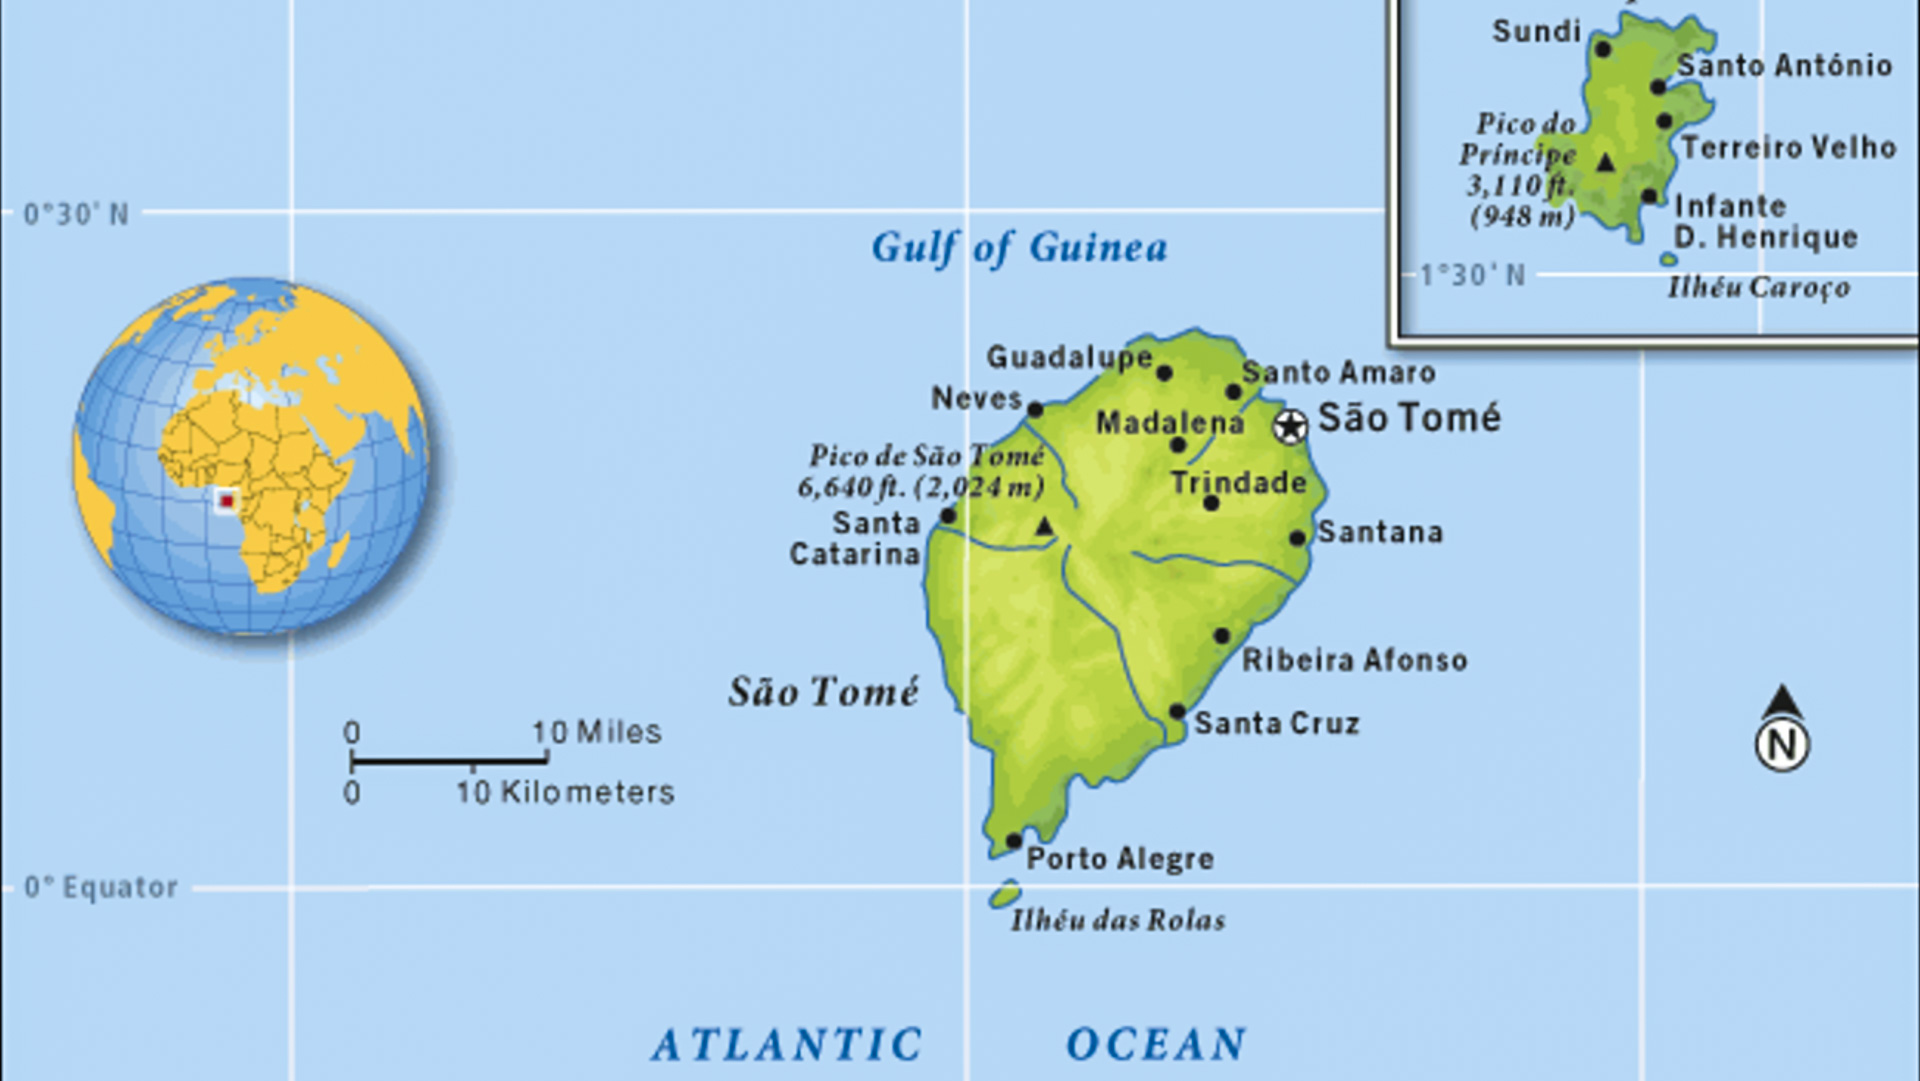 Sundi
Santo António
Pico do
Príncipe
3,110 ft.
(948 m)
Terreiro Velho
Infante
D. Henrique
1°30' N
Ilhéu Caroço
0°30' N
Gulf of Guinea
Guadalupe
Santo Amaro
Neves
Madalena
São Tomé
Pico de São Tomé
6,640 ft. (2,024 m)
Trindade
Santa
Catarina
Santana
Ribeira Afonso
São Tomé
Santa Cruz
0 10 Miles
0 10 Kilometers
N
Porto Alegre
0° Equator
Ilhéu das Rolas
ATLANTIC OCEAN